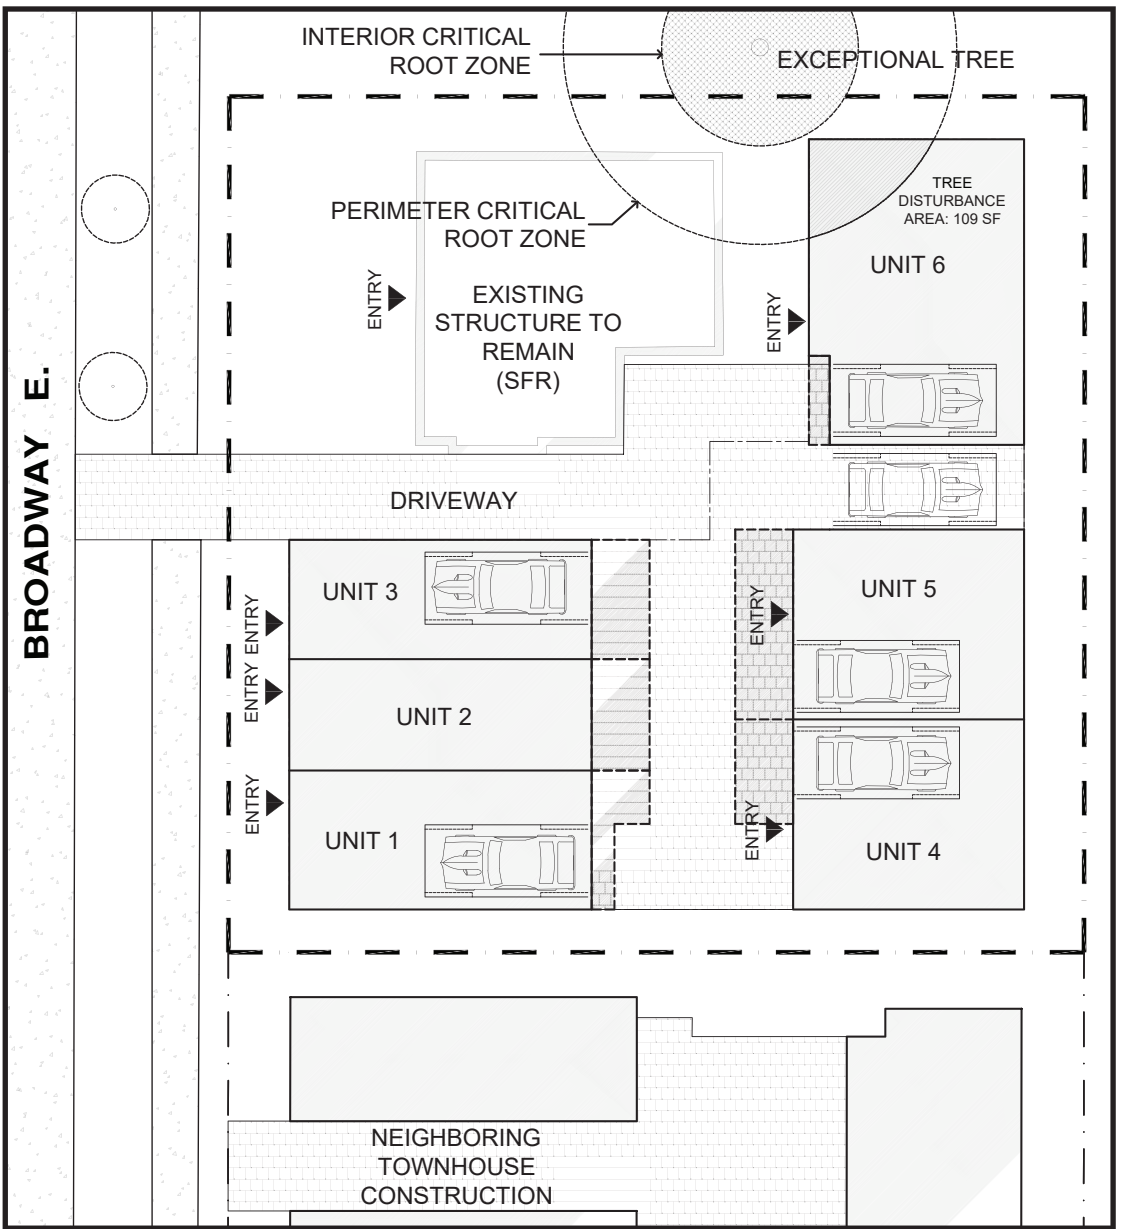 INTERIOR CRITICAL
ROOT ZONE
EXCEPTIONAL TREE
TREE
DISTURBANCE
AREA: 109 SF
PERIMETER CRITICAL
ROOT ZONE
UNIT 6
ENTRY
EXISTING
STRUCTURE TO
REMAIN
(SFR)
ENTRY
BROADWAY E.
DRIVEWAY
UNIT 3
ENTRY
UNIT 5
ENTRY
ENTRY
UNIT 2
ENTRY
UNIT 1
ENTRY
UNIT 4
NEIGHBORING
TOWNHOUSE
CONSTRUCTION